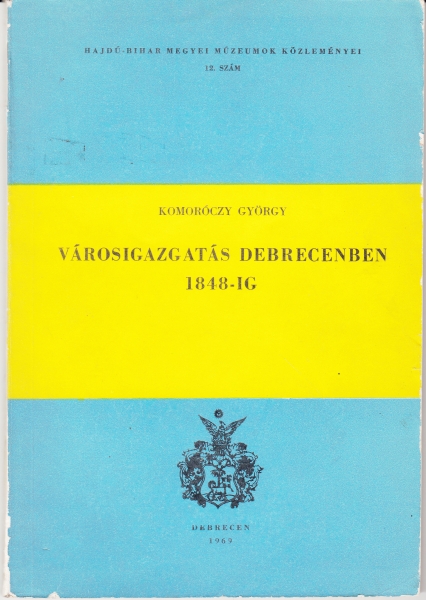 HAJDÚ-BIHAR MEGYEI MÚZEUMOK KÖZLEMÉNYEI
12. SZÁM
KOMORÓCZY GYÖRGY
VÁROSIGAZGATÁS DEBRECENBEN
1848-IG
DEBRECEN
1969